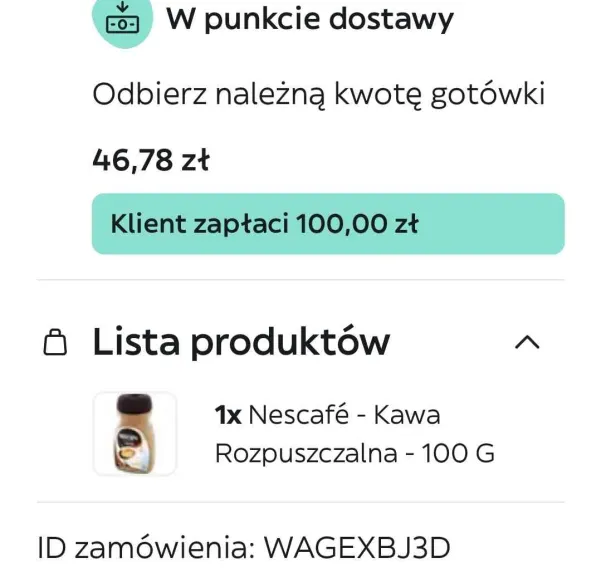 W punkcie dostawy
Odbierz należną kwotę gotówki
46,78 zł
Klient zapłaci 100,00 zł
Lista produktów
1x Nescafé - Kawa
Rozpuszczalna - 100 G
ID zamówienia: WAGEXBJ3D